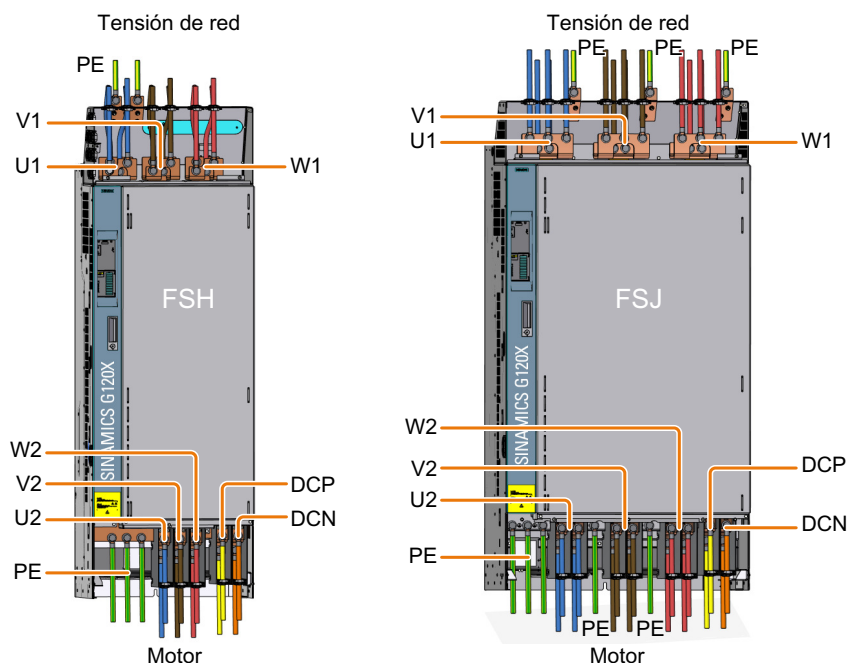 Tensión de red
PE
V1
U1
W1
FSH
SINAMICS G120X
W2
V2
U2
DCP
DCN
PE
Motor
Tensión de red
PE
PE
PE
V1
U1
W1
FSJ
SINAMICS G120X
W2
V2
U2
DCP
DCN
PE
PE
PE
Motor